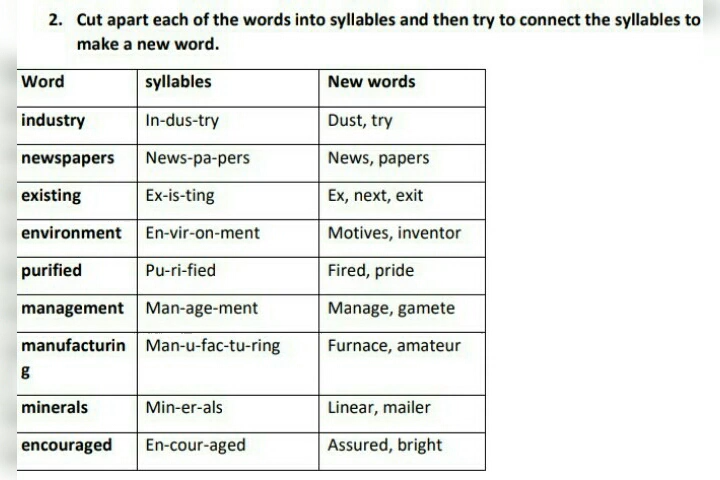 2. Cut apart each of the words into syllables and then try to connect the syllables to
make a new word.
Word syllables New words
industry In-dus-try Dust, try
newspapers News-pa-pers News, papers
existing Ex-is-ting Ex, next, exit
environment En-vir-on-ment Motives, inventor
purified Pu-ri-fied Fired, pride
management Man-age-ment Manage, gamete
manufacturin Man-u-fac-tu-ring Furnace, amateur
g
minerals Min-er-als Linear, mailer
encouraged En-cour-aged Assured, bright